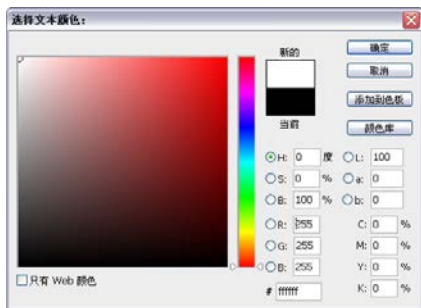 选择文本颜色：
新的
当前
确定
取消
添加到色板
颜色库
H: 0 度 L: 100
S: 0 % a: 0
B: 100 % b: 0
R: 255 C: 0 %
G: 255 M: 0 %
B: 255 Y: 0 %
# ffffff K: 0 %
只有 Web 颜色